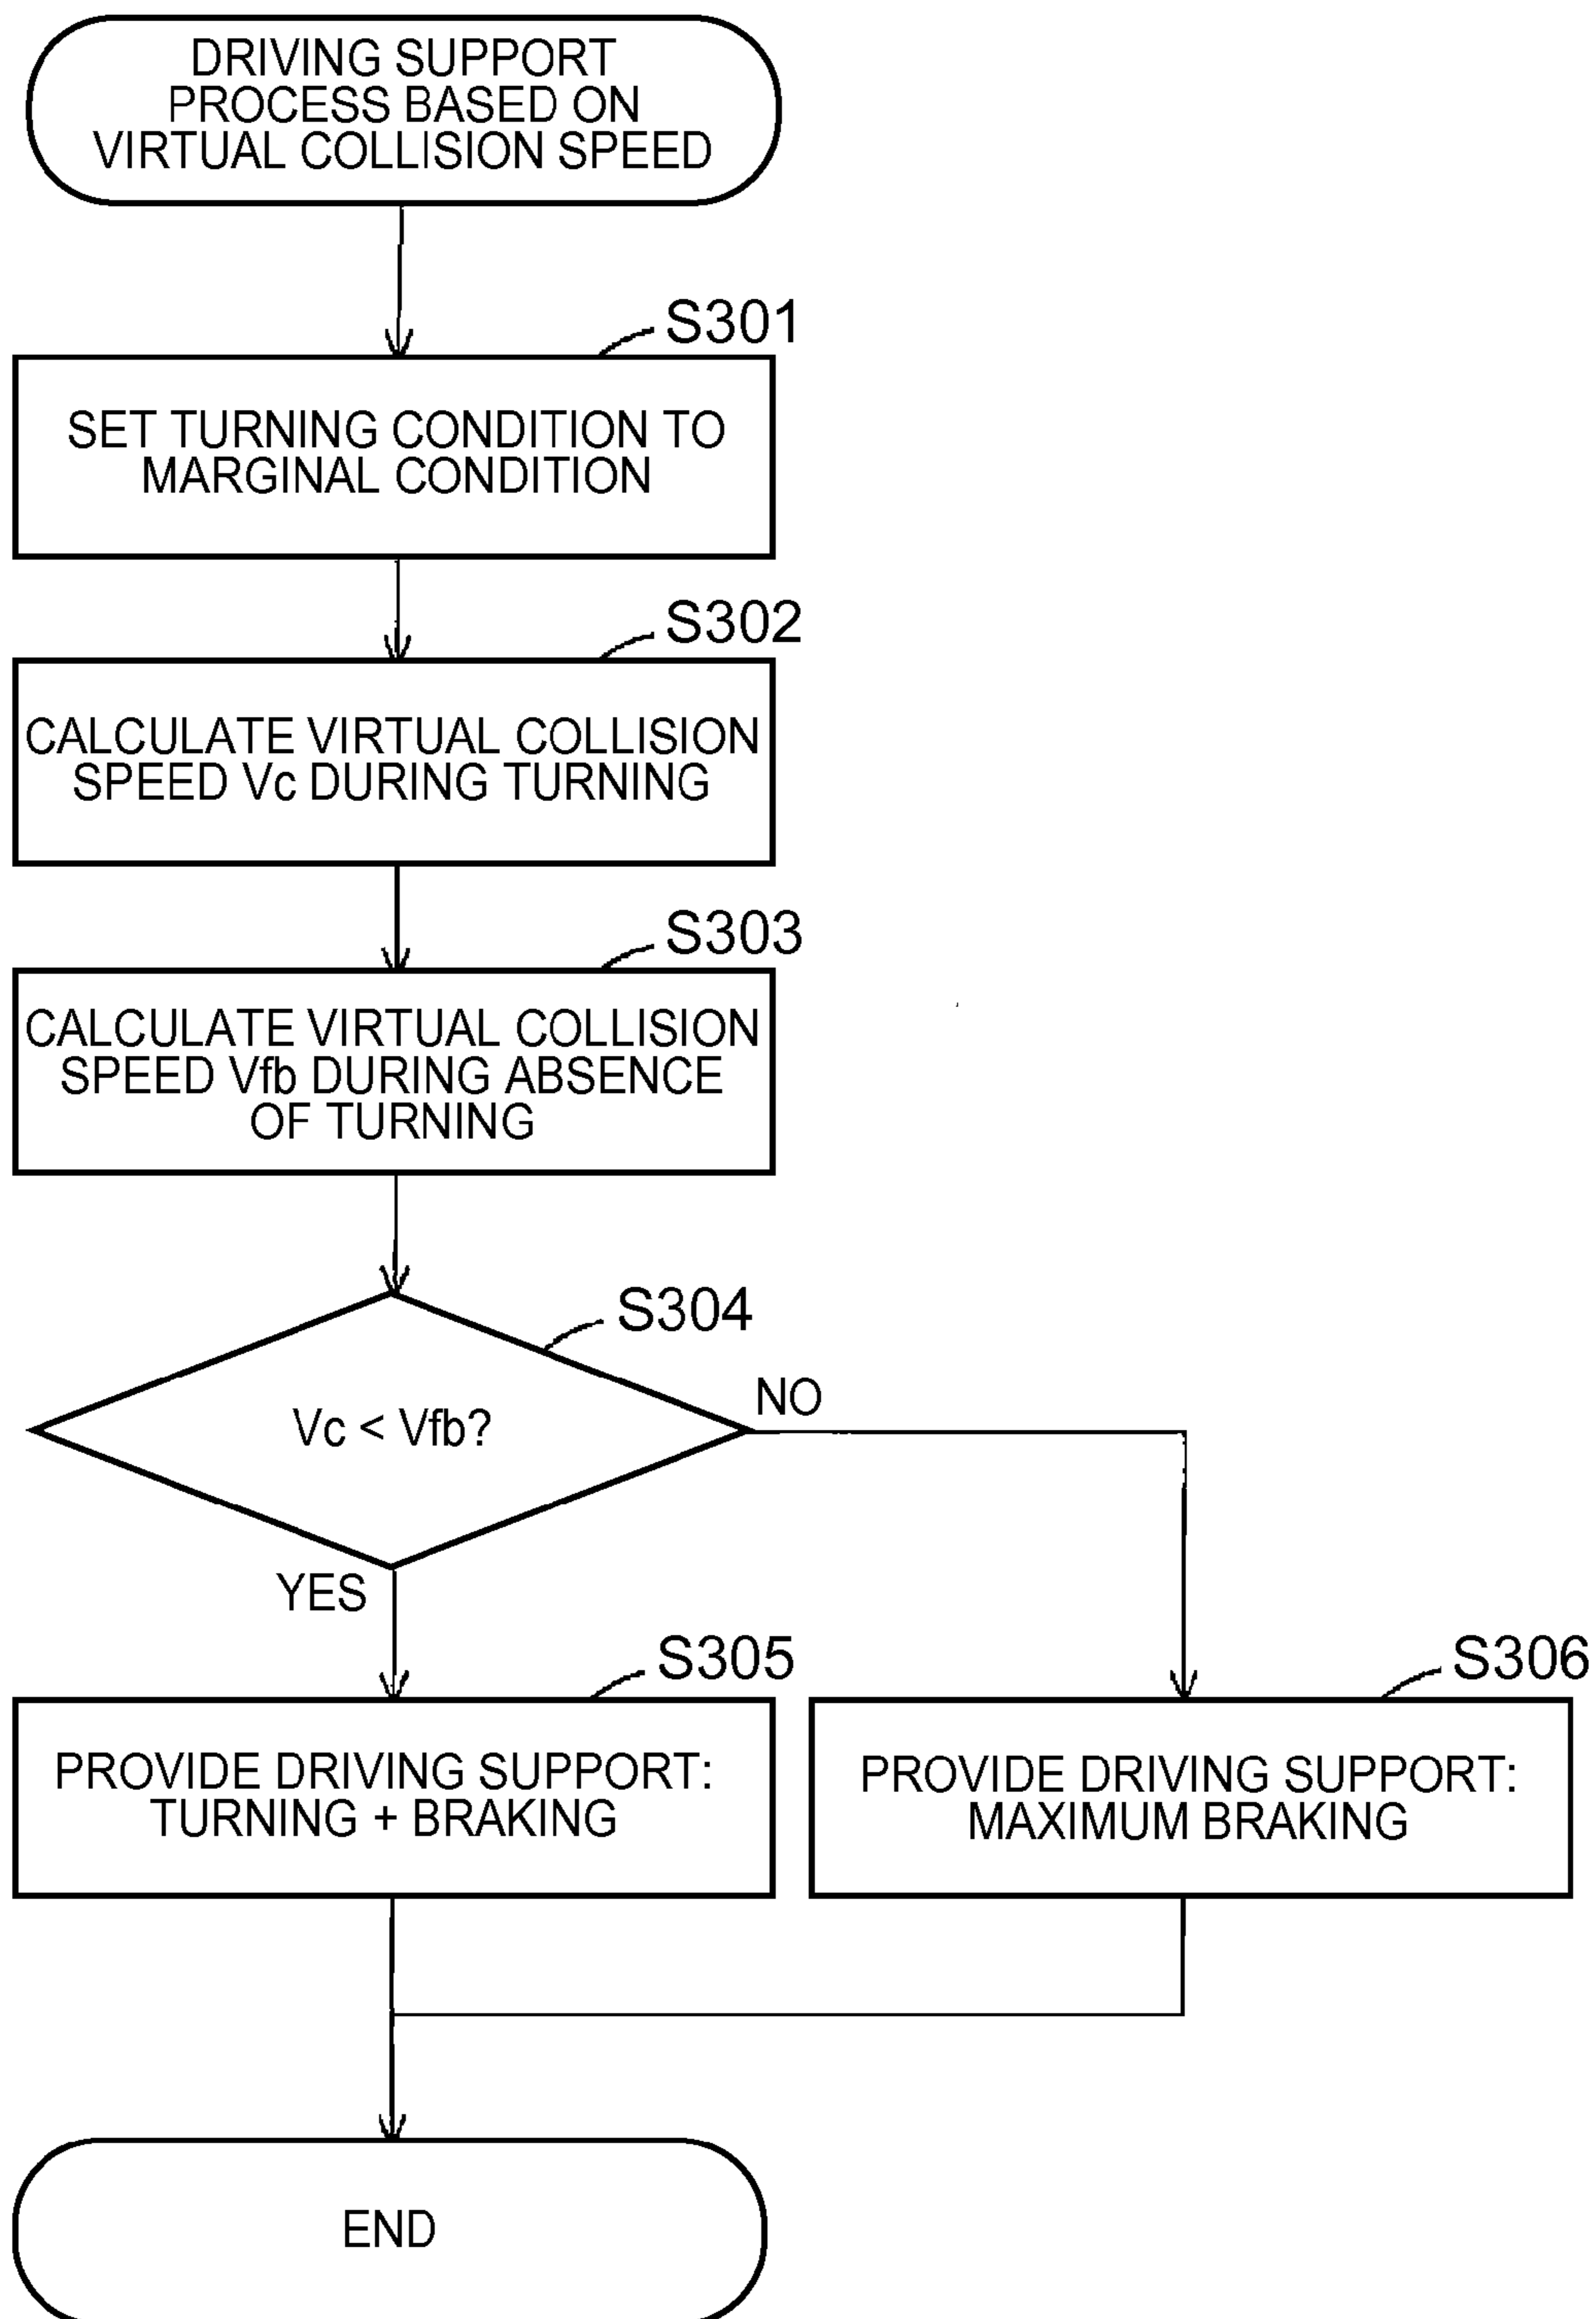 DRIVING SUPPORT
PROCESS BASED ON
VIRTUAL COLLISION SPEED
S301
SET TURNING CONDITION TO
MARGINAL CONDITION
S302
CALCULATE VIRTUAL COLLISION
SPEED Vc DURING TURNING
S303
CALCULATE VIRTUAL COLLISION
SPEED Vfb DURING ABSENCE
OF TURNING
S304
Vc < Vfb?
NO
YES
S305
PROVIDE DRIVING SUPPORT:
TURNING + BRAKING
S306
PROVIDE DRIVING SUPPORT:
MAXIMUM BRAKING
END